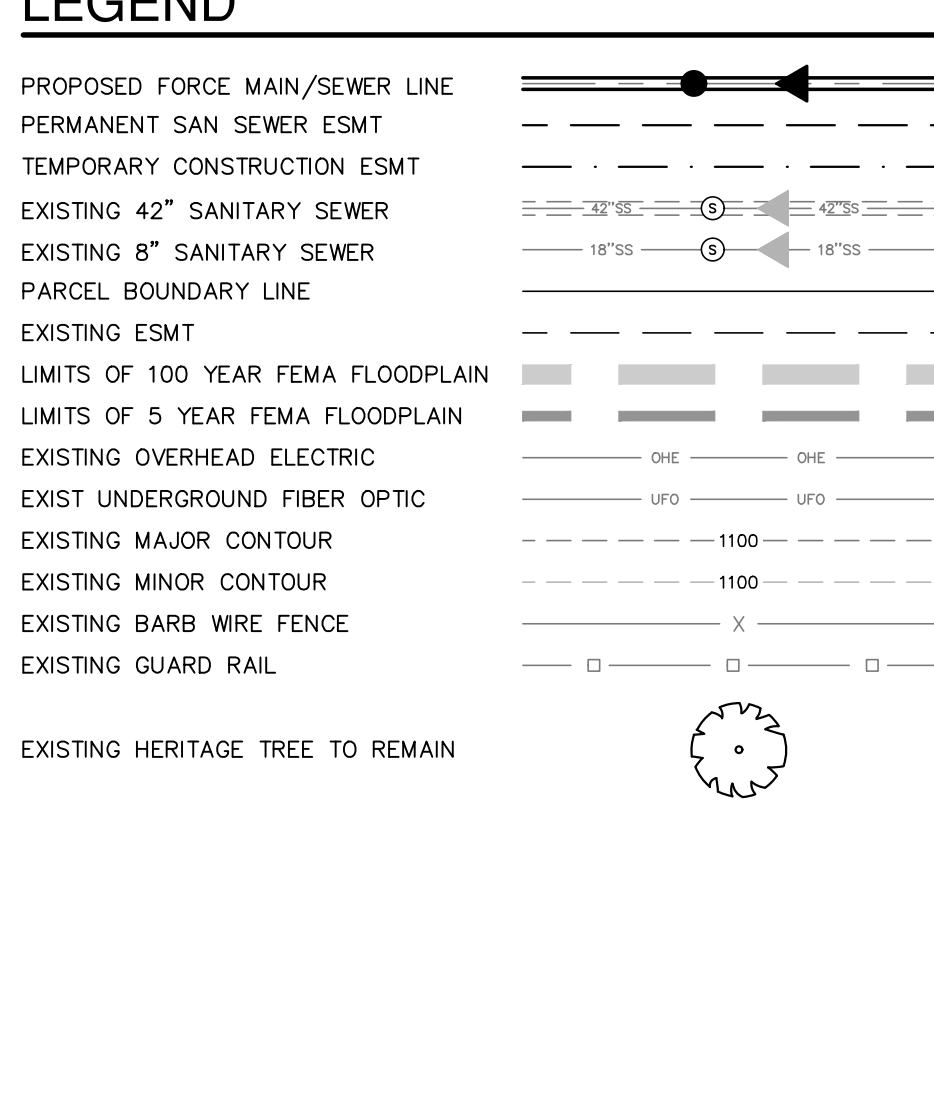 LEGEND
PROPOSED FORCE MAIN/SEWER LINE
PERMANENT SAN SEWER ESMT
TEMPORARY CONSTRUCTION ESMT
EXISTING 42" SANITARY SEWER 42"SS S 42"SS
EXISTING 8" SANITARY SEWER 18"SS S 18"SS
PARCEL BOUNDARY LINE
EXISTING ESMT
LIMITS OF 100 YEAR FEMA FLOODPLAIN
LIMITS OF 5 YEAR FEMA FLOODPLAIN
EXISTING OVERHEAD ELECTRIC OHE OHE
EXIST UNDERGROUND FIBER OPTIC UFO UFO
EXISTING MAJOR CONTOUR 1100
EXISTING MINOR CONTOUR 1100
EXISTING BARB WIRE FENCE X
EXISTING GUARD RAIL
EXISTING HERITAGE TREE TO REMAIN